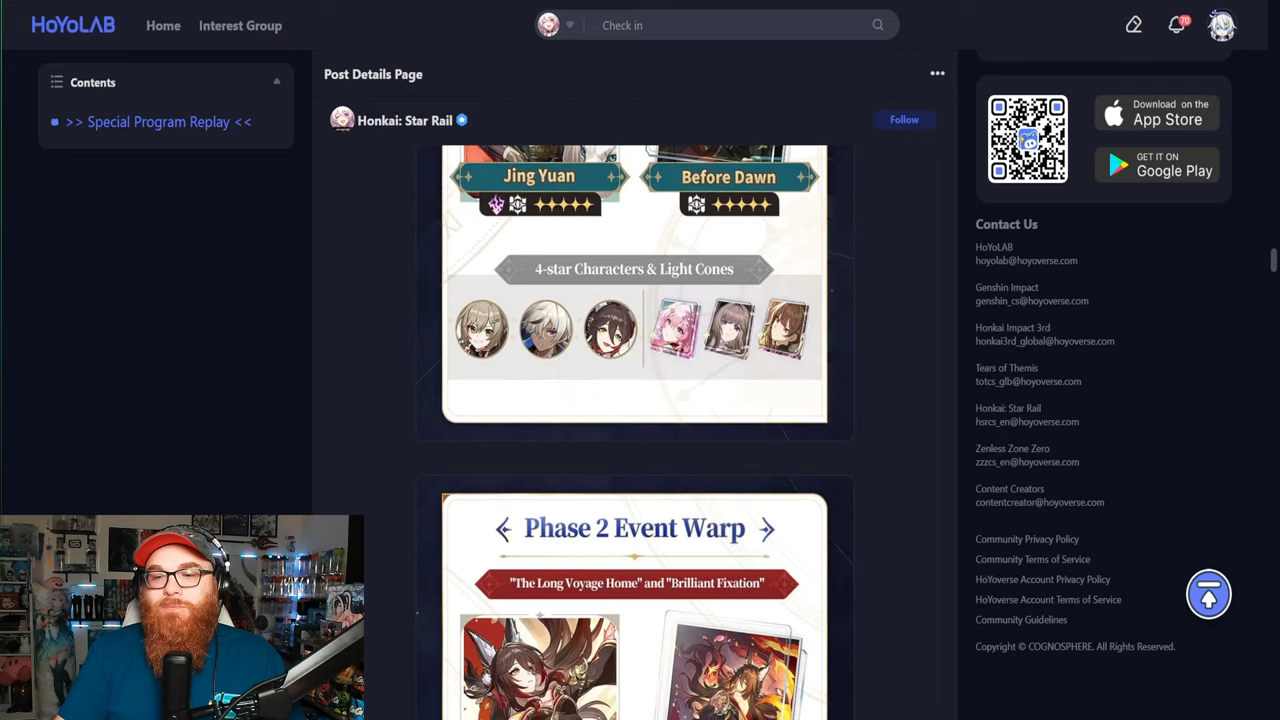 HoYoLAB
Home
Interest Group
Check in
70
Contents
>> Special Program Replay <<
Post Details Page
Honkai: Star Rail
Follow
Jing Yuan
Before Dawn
4-star Characters & Light Cones
Phase 2 Event Warp
"The Long Voyage Home" and "Brilliant Fixation"
Download on the
App Store
GET IT ON
Google Play
Contact Us
HoYoLAB
hoyolab@hoyoverse.com
Genshin Impact
genshin_cs@hoyoverse.com
Honkai Impact 3rd
honkai3rd_global@hoyoverse.com
Tears of Themis
totcs_glb@hoyoverse.com
Honkai: Star Rail
hsrcs_en@hoyoverse.com
Zenless Zone Zero
zzzcs_en@hoyoverse.com
Content Creators
contentcreator@hoyoverse.com
Community Privacy Policy
Community Terms of Service
HoYoverse Account Privacy Policy
HoYoverse Account Terms of Service
Community Guidelines
Copyright © COGNOSPHERE. All Rights Reserved.